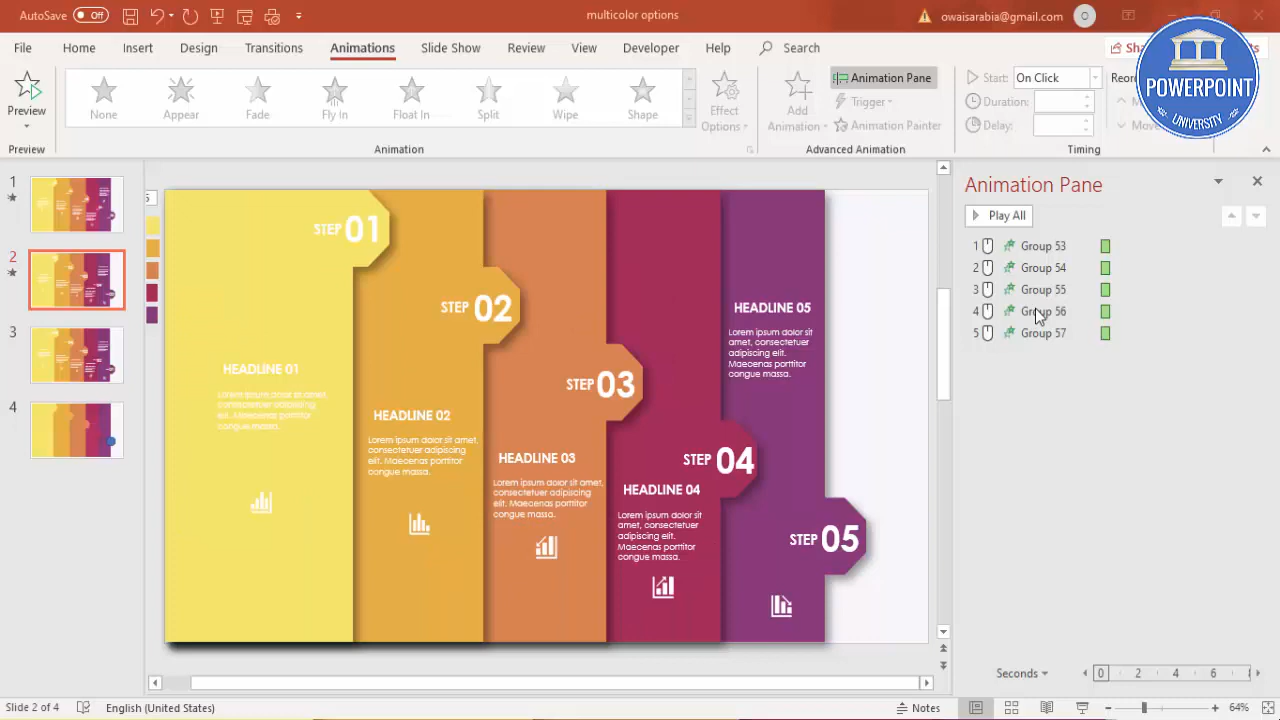 AutoSave Off multicolor options owaisarabia@gmail.com O
File Home Insert Design Transitions Animations Slide Show Review View Developer Help Search
Preview None Appear Fade Fly In Float In Split Wipe Shape Effect Options Add Animation Animation Pane Trigger Animation Painter Start: On Click Duration: Delay:
Preview Animation Advanced Animation Timing
POWERPOINT
UNIVERSITY
1
2
3
4
STEP 01
STEP 02
STEP 03
STEP 04
STEP 05
HEADLINE 01
Lorem ipsum dolor sit amet,
consectetuer adipiscing
elit. Maecenas porttitor
congue massa.
HEADLINE 02
Lorem ipsum dolor sit amet,
consectetuer adipiscing
elit. Maecenas porttitor
congue massa.
HEADLINE 03
Lorem ipsum dolor sit amet,
consectetuer adipiscing
elit. Maecenas porttitor
congue massa.
HEADLINE 04
Lorem ipsum dolor sit
amet, consectetuer
adipiscing elit.
Maecenas porttitor
congue massa.
HEADLINE 05
Lorem ipsum dolor sit
amet, consectetuer
adipiscing elit.
Maecenas porttitor
congue massa.
Animation Pane
Play All
1 Group 53
2 Group 54
3 Group 55
4 Group 56
5 Group 57
Seconds 0 2 4 6
Slide 2 of 4 English (United States) Notes 64%